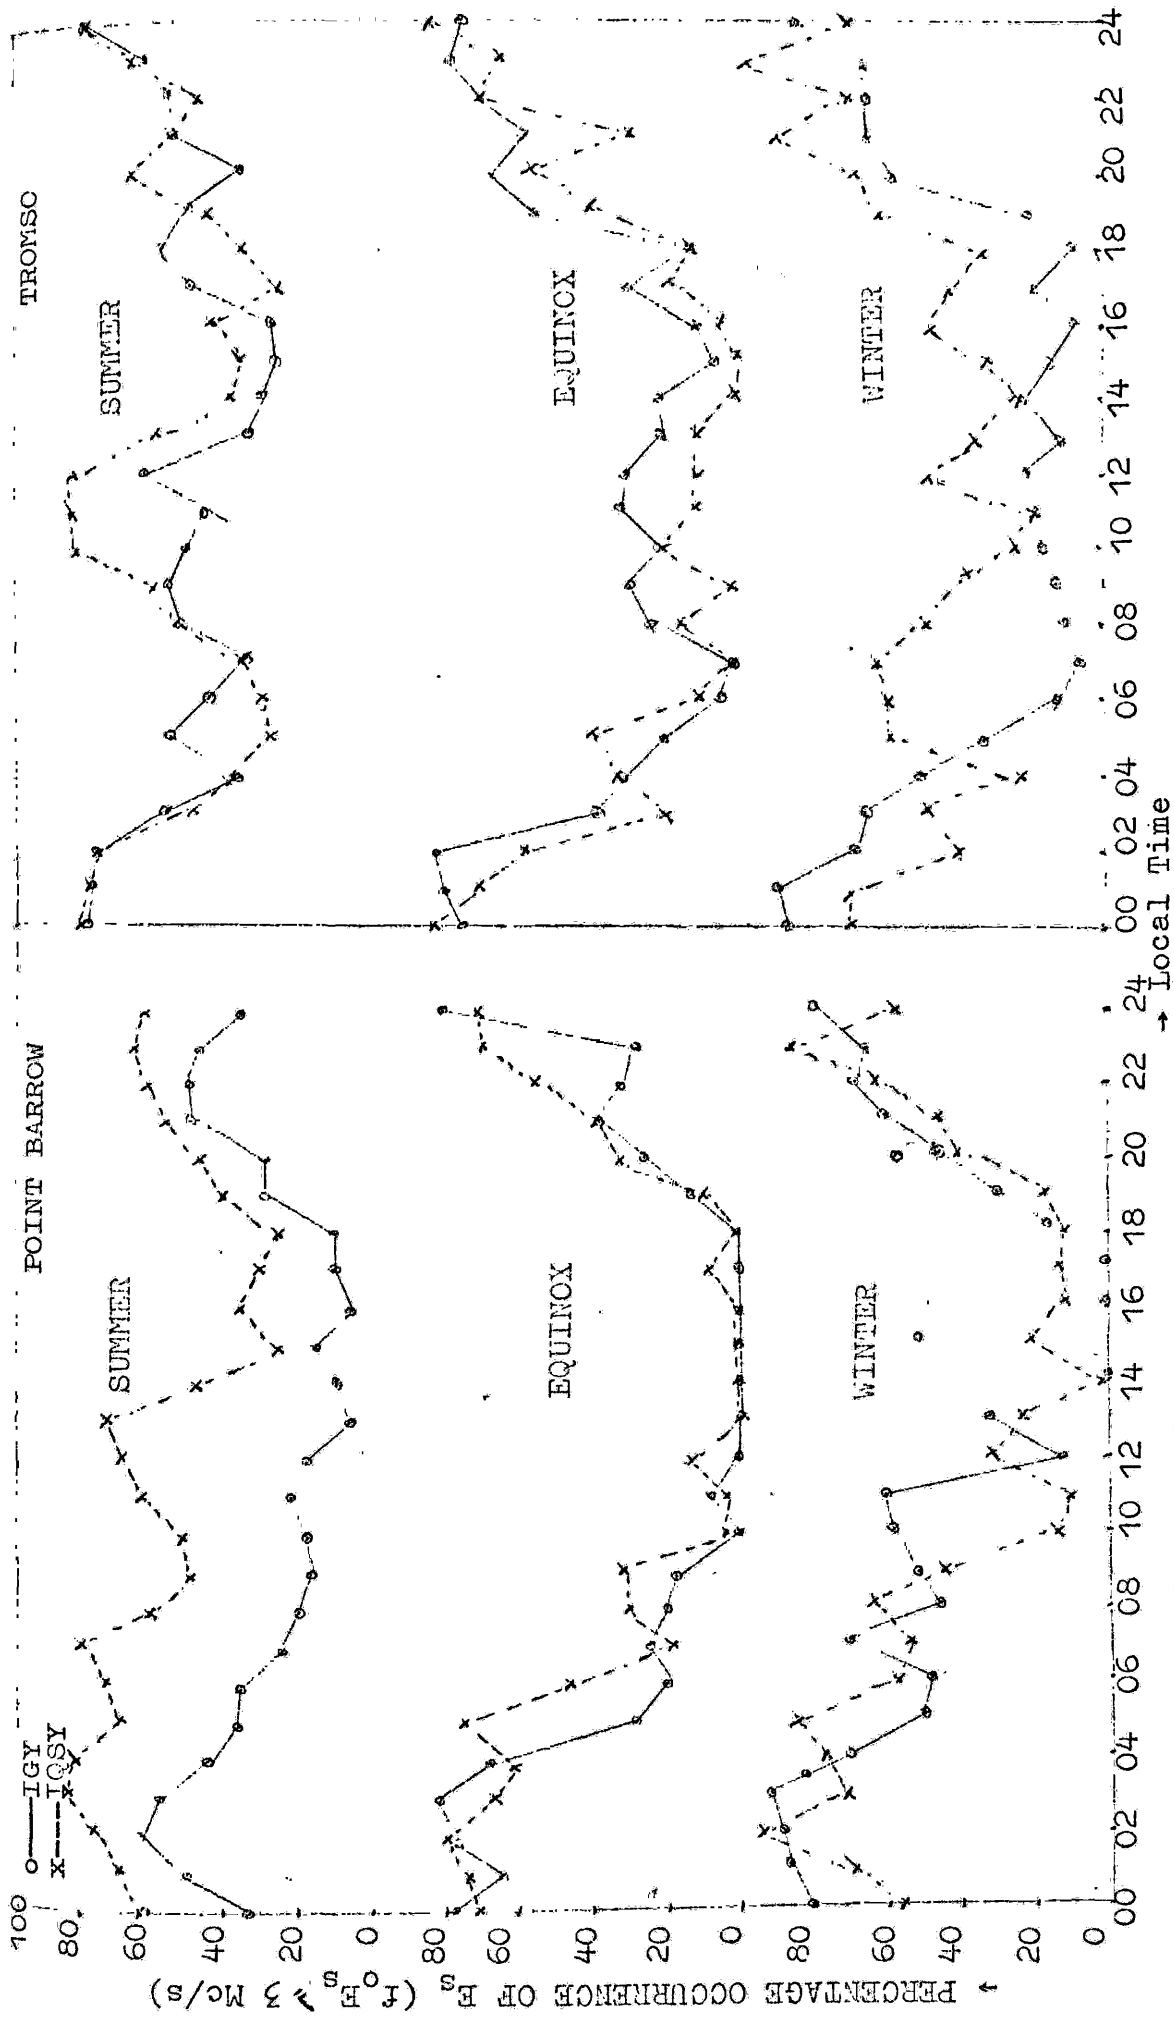 → PERCENTAGE OCCURRENCE OF Es (foEs ≥ 3 Mc/s)
100
80
60
40
20
0
80
60
40
20
0
80
60
40
20
0
o——IGY
x----IQSY
POINT BARROW
SUMMER
EQUINOX
WINTER
00 02 04 06 08 10 12 14 16 18 20 22 24
TROMSO
SUMMER
EQUINOX
WINTER
00 02 04 06 08 10 12 14 16 18 20 22 24
→ Local Time